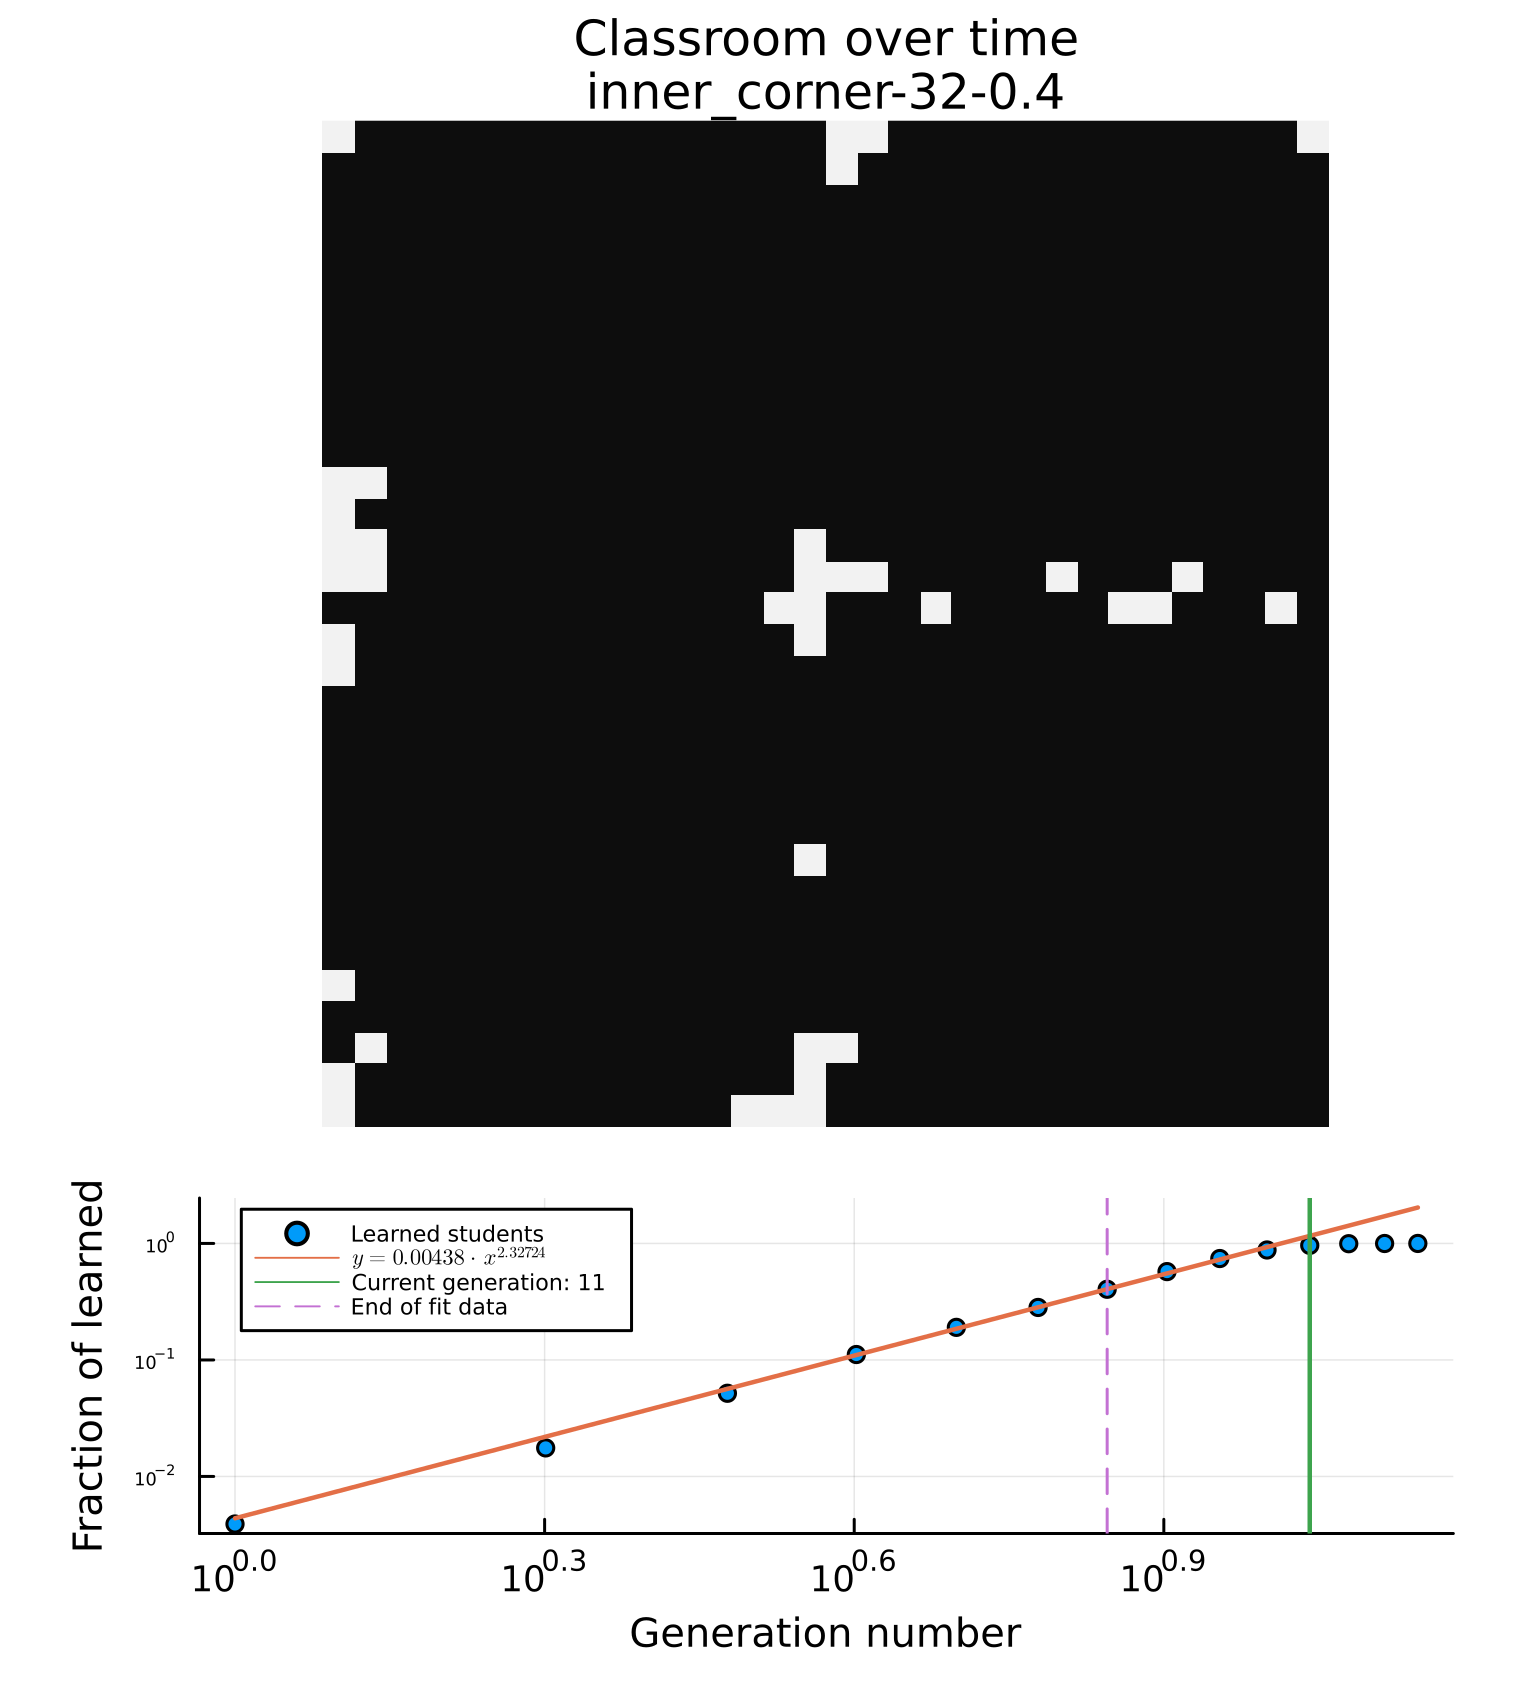 Classroom over time
inner_corner-32-0.4
Fraction of learned
10⁰
10⁻¹
10⁻²
Learned students
y = 0.00438 · x^2.32724
Current generation: 11
End of fit data
10^0.0
10^0.3
10^0.6
10^0.9
Generation number